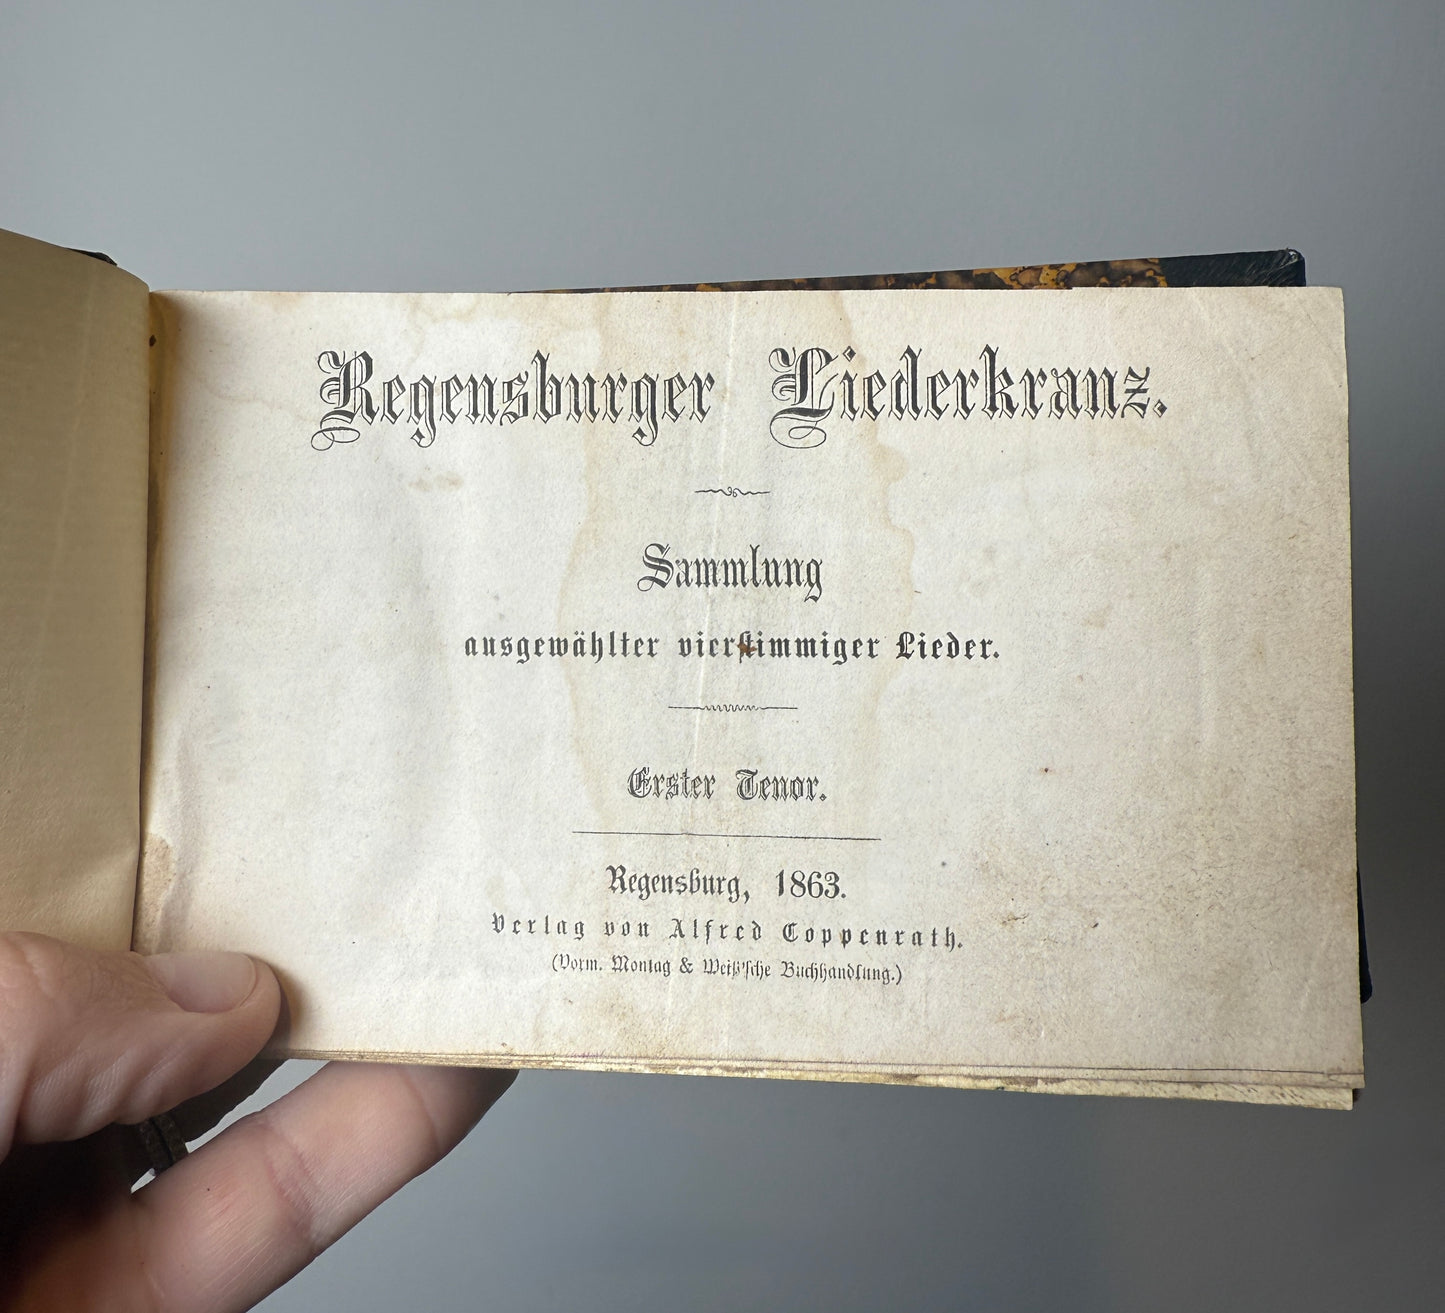 Regensburger Liederkranz.
Sammlung
ausgewählter vierstimmiger Lieder.
Erster Tenor.
Regensburg, 1863.
Verlag von Alfred Coppenrath.
(Vorm. Montag & Weiß'sche Buchhandlung.)